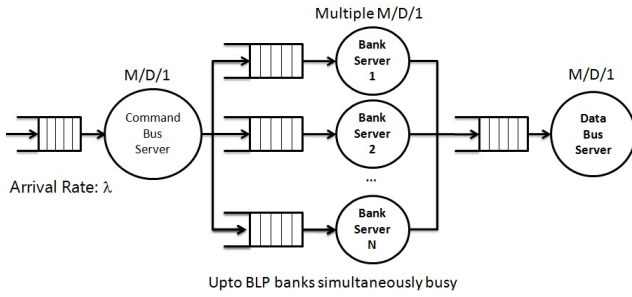 Multiple M/D/1
Bank
Server
1
M/D/1
Command
Bus
Server
Bank
Server
2
...
M/D/1
Data
Bus
Server
Arrival Rate: λ
Bank
Server
N
Upto BLP banks simultaneously busy